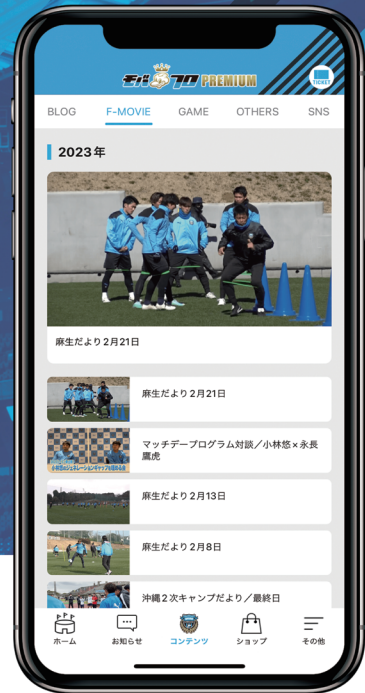 モバフロ PREMIUM
TICKET
BLOG F-MOVIE GAME OTHERS SNS
2023年
麻生だより2月21日
麻生だより2月21日
マッチデープログラム対談／小林悠×永長
鷹虎
麻生だより2月13日
麻生だより2月8日
沖縄2次キャンプだより／最終日
ホーム お知らせ コンテンツ ショップ その他